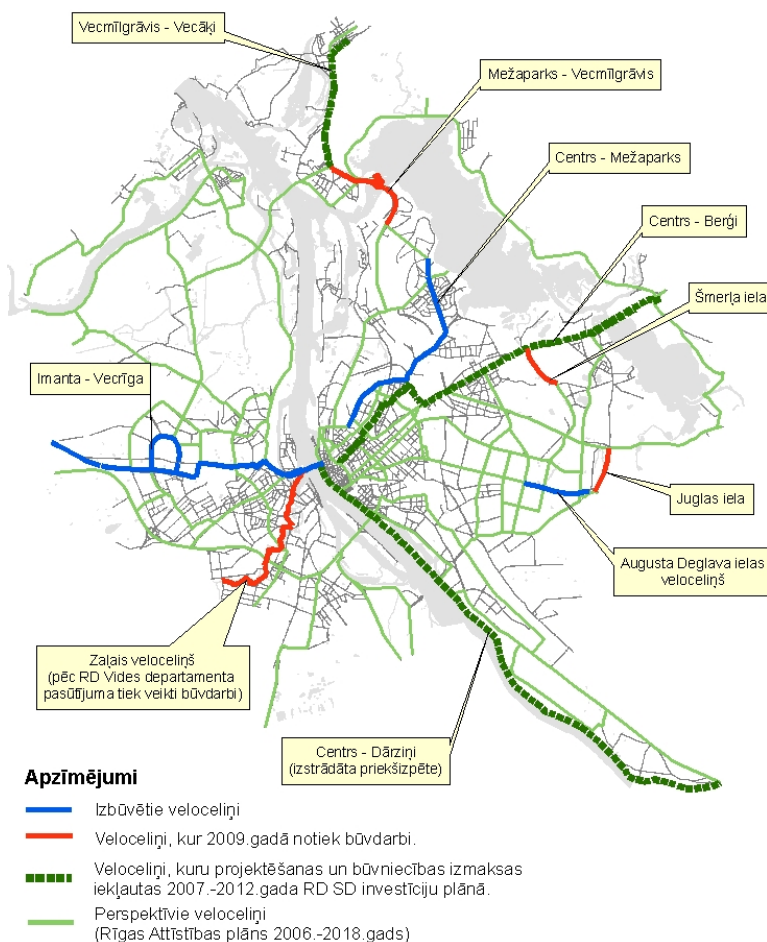 Vecmīlgrāvis - Vecāķi
Mežaparks - Vecmīlgrāvis
Centrs - Mežaparks
Centrs - Berģi
Šmerļa iela
Imanta - Vecrīga
Juglas iela
Augusta Deglava ielas
veloceliņš
Zaļais veloceliņš
(pēc RD Vides departamenta
pasūtījuma tiek veikti būvdarbi)
Centrs - Dārziņi
(izstrādāta priekšizpēte)
Apzīmējumi
Izbūvētie veloceliņi
Veloceliņi, kur 2009.gadā notiek būvdarbi.
Veloceliņi, kuru projektēšanas un būvniecības izmaksas
iekļautas 2007.-2012.gada RD SD investīciju plānā.
Perspektīvie veloceliņi
(Rīgas Attīstības plāns 2006.-2018.gads)